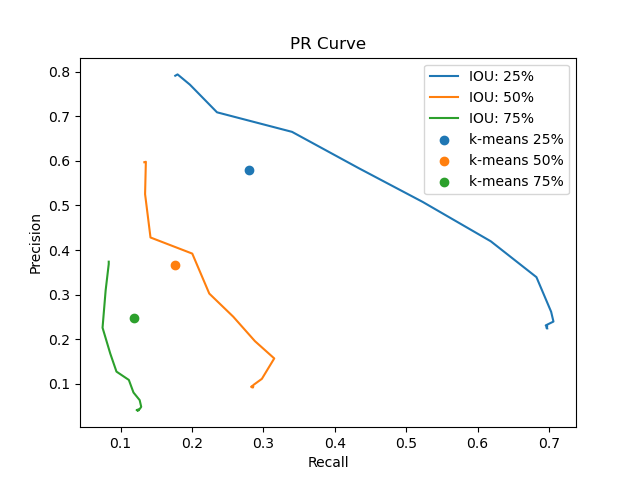 PR Curve
IOU: 25%
IOU: 50%
IOU: 75%
k-means 25%
k-means 50%
k-means 75%
Precision
0.8
0.7
0.6
0.5
0.4
0.3
0.2
0.1
0.1 0.2 0.3 0.4 0.5 0.6 0.7
Recall